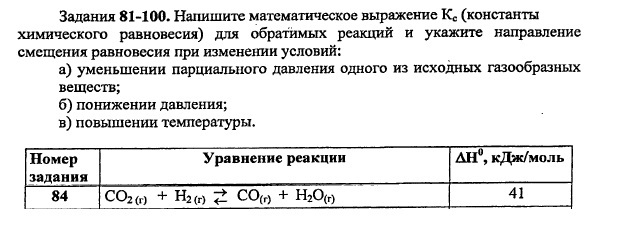 Задания 81-100. Напишите математическое выражение Кс (константы
химического равновесия) для обратимых реакций и укажите направление
смещения равновесия при изменении условий:
а) уменьшении парциального давления одного из исходных газообразных
веществ;
б) понижении давления;
в) повышении температуры.
Номер задания Уравнение реакции ΔH⁰, кДж/моль
84 CO₂ (г) + H₂ (г) ⇄ CO(г) + H₂O(г) 41